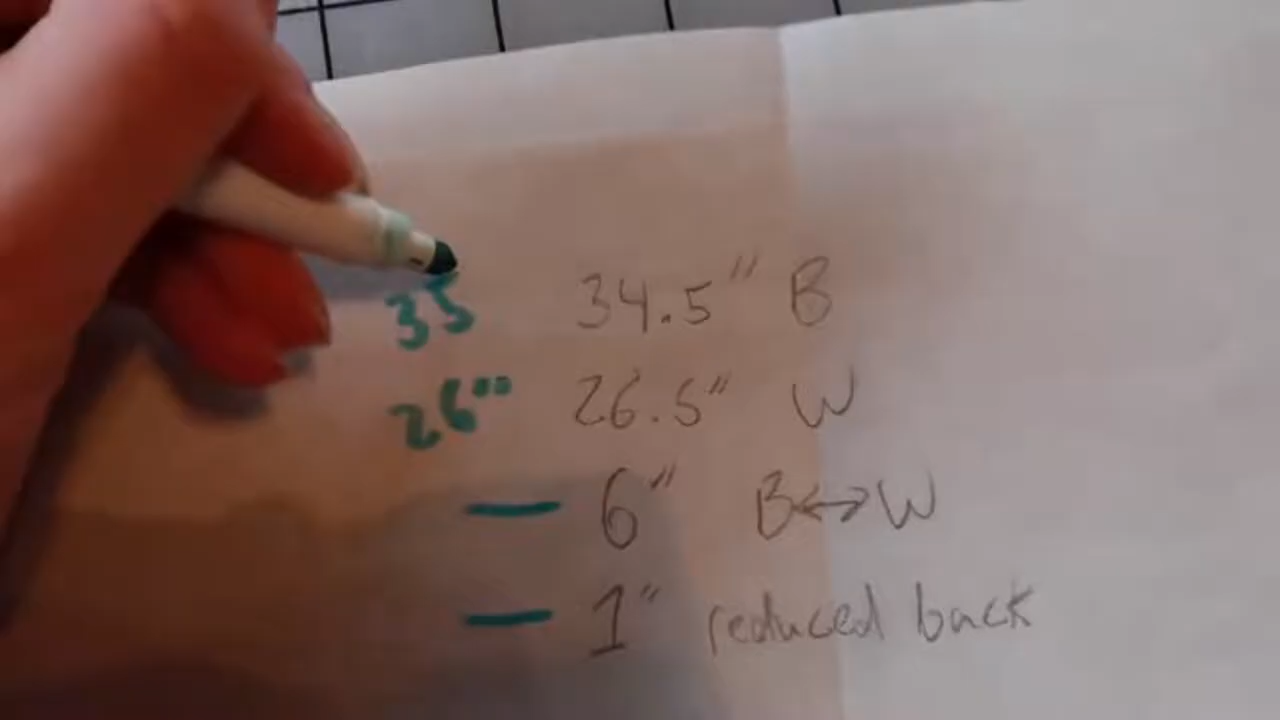 35 34.5" B
26" 26.5" W
— 6" B↔W
— 1" reduced back